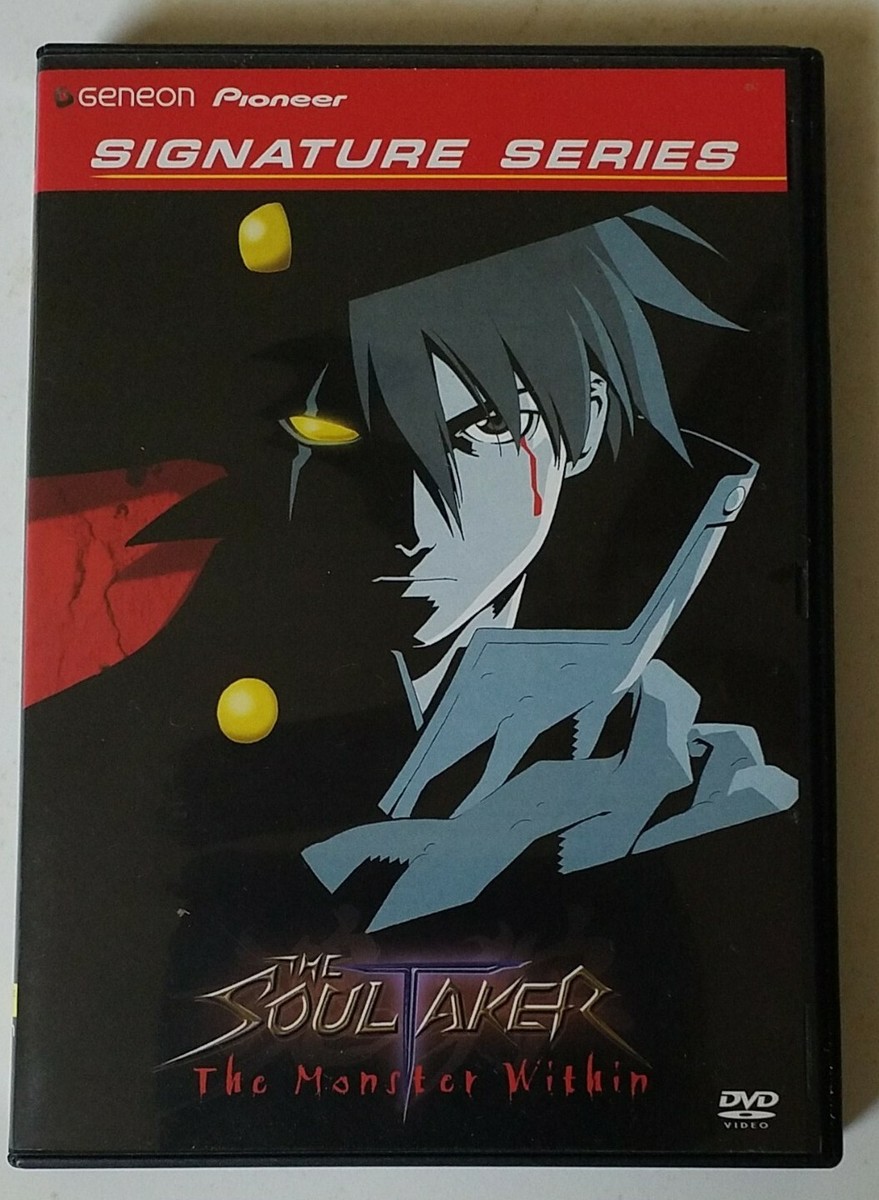 Geneon Pioneer
SIGNATURE SERIES
THE
SOULTAKER
The Monster Within
DVD
VIDEO